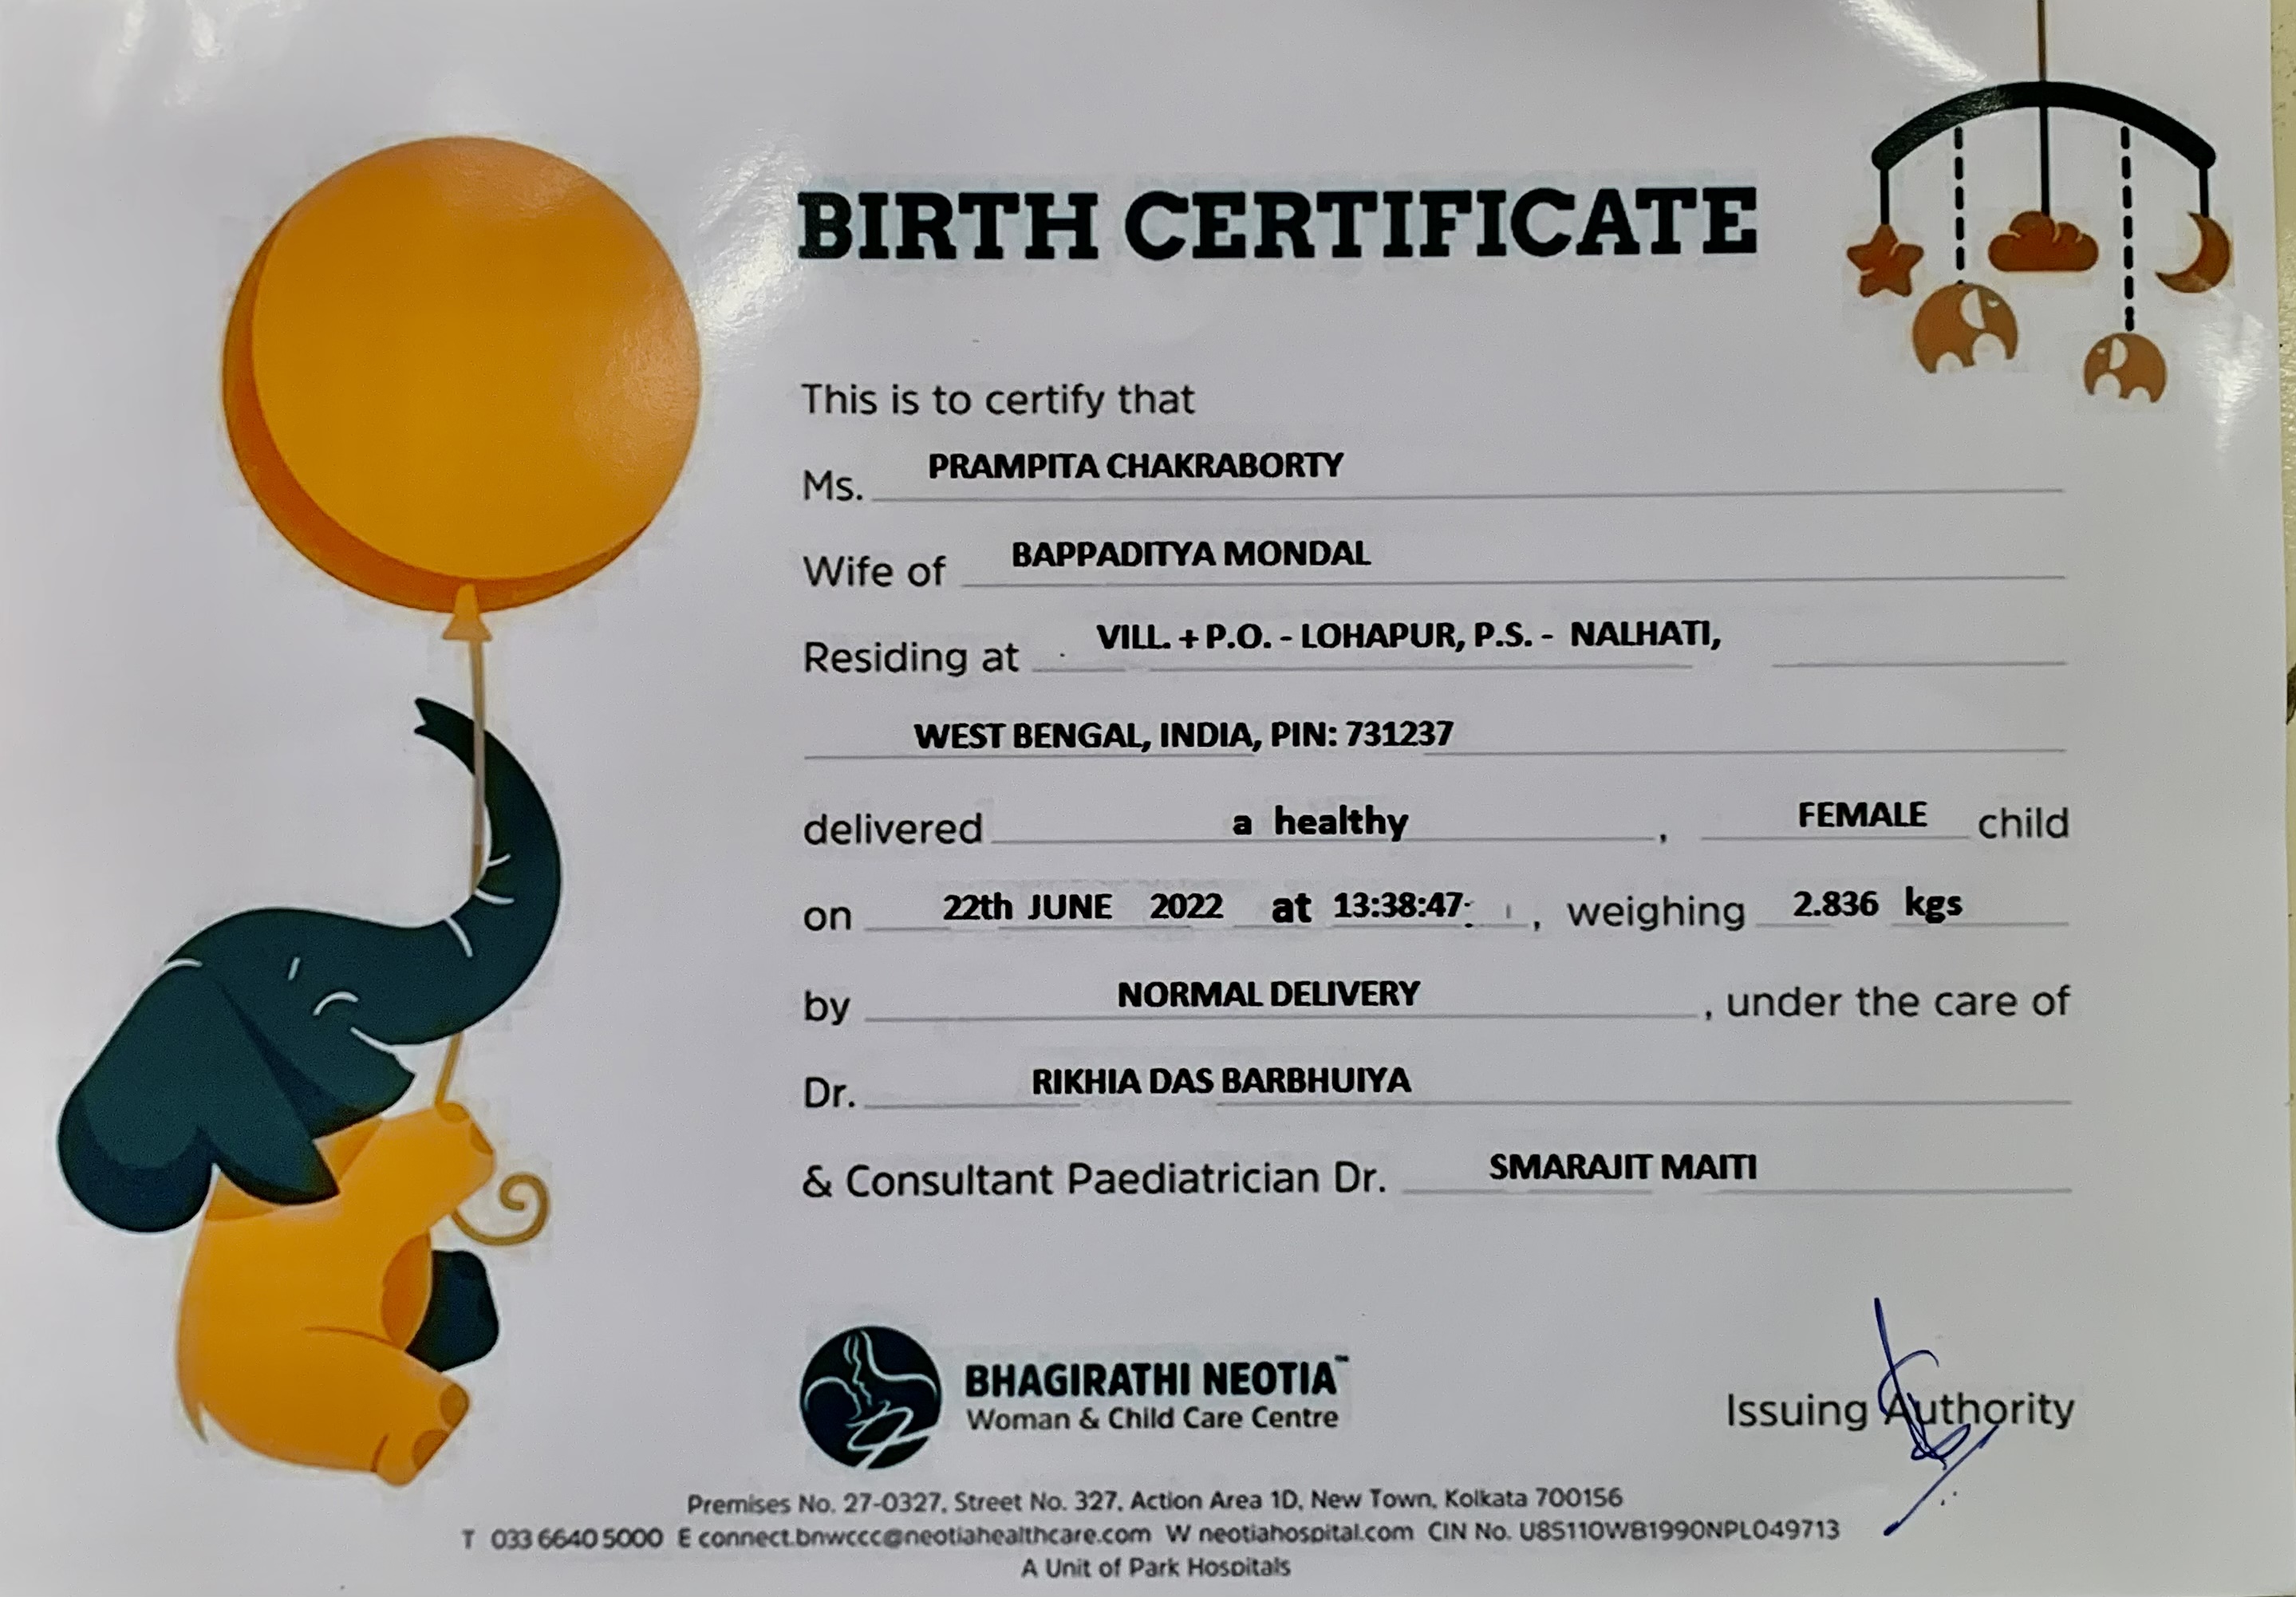 BIRTH CERTIFICATE
This is to certify that
Ms. PRAMPITA CHAKRABORTY
Wife of BAPPADITYA MONDAL
Residing at VILL. + P.O. - LOHAPUR, P.S. - NALHATI,
WEST BENGAL, INDIA, PIN: 731237
delivered a healthy , FEMALE child
on 22th JUNE 2022 at 13:38:47 , weighing 2.836 kgs
by NORMAL DELIVERY , under the care of
Dr. RIKHIA DAS BARBHUIYA
& Consultant Paediatrician Dr. SMARAJIT MAITI
BHAGIRATHI NEOTIA™
Woman & Child Care Centre
Issuing Authority
Premises No. 27-0327, Street No. 327, Action Area 1D, New Town, Kolkata 700156
T 033 6640 5000 E connect.bnwccc@neotiahealthcare.com W neotiahospital.com CIN No. U85110WB1990NPL049713
A Unit of Park Hospitals